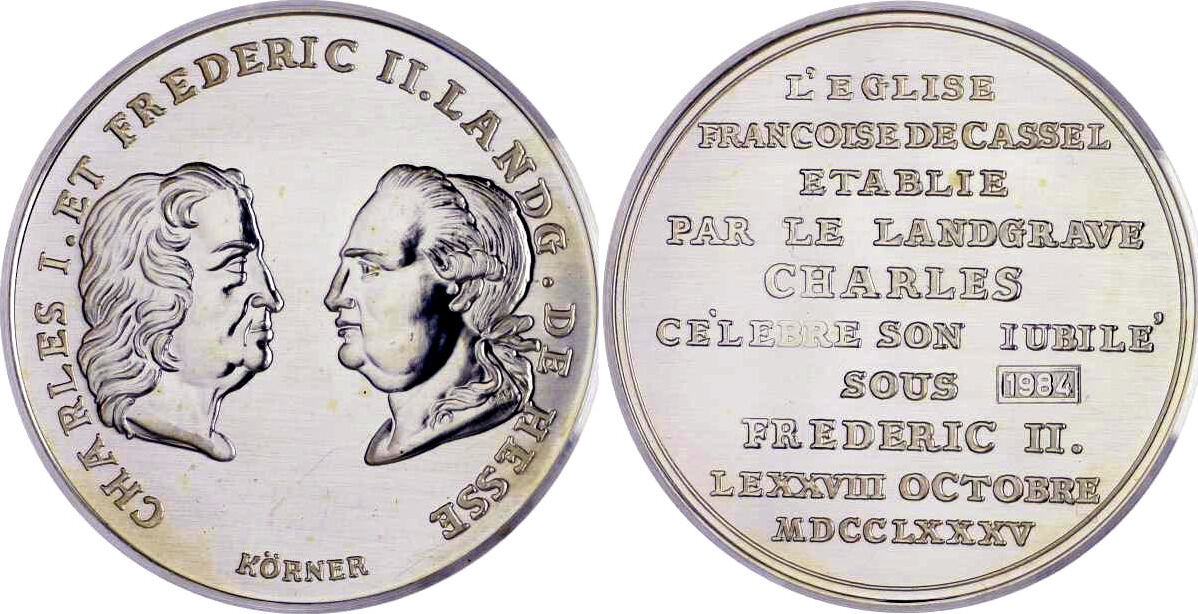 CHARLES I. ET FREDERIC II. LANDG. DE HESSE
KÖRNER
L'EGLISE
FRANCOISE DE CASSEL
ETABLIE
PAR LE LANDGRAVE
CHARLES
CE'LEBRE SON IUBILE'
SOUS 1984
FREDERIC II.
LE XXVIII OCTOBRE
MDCCLXXXV